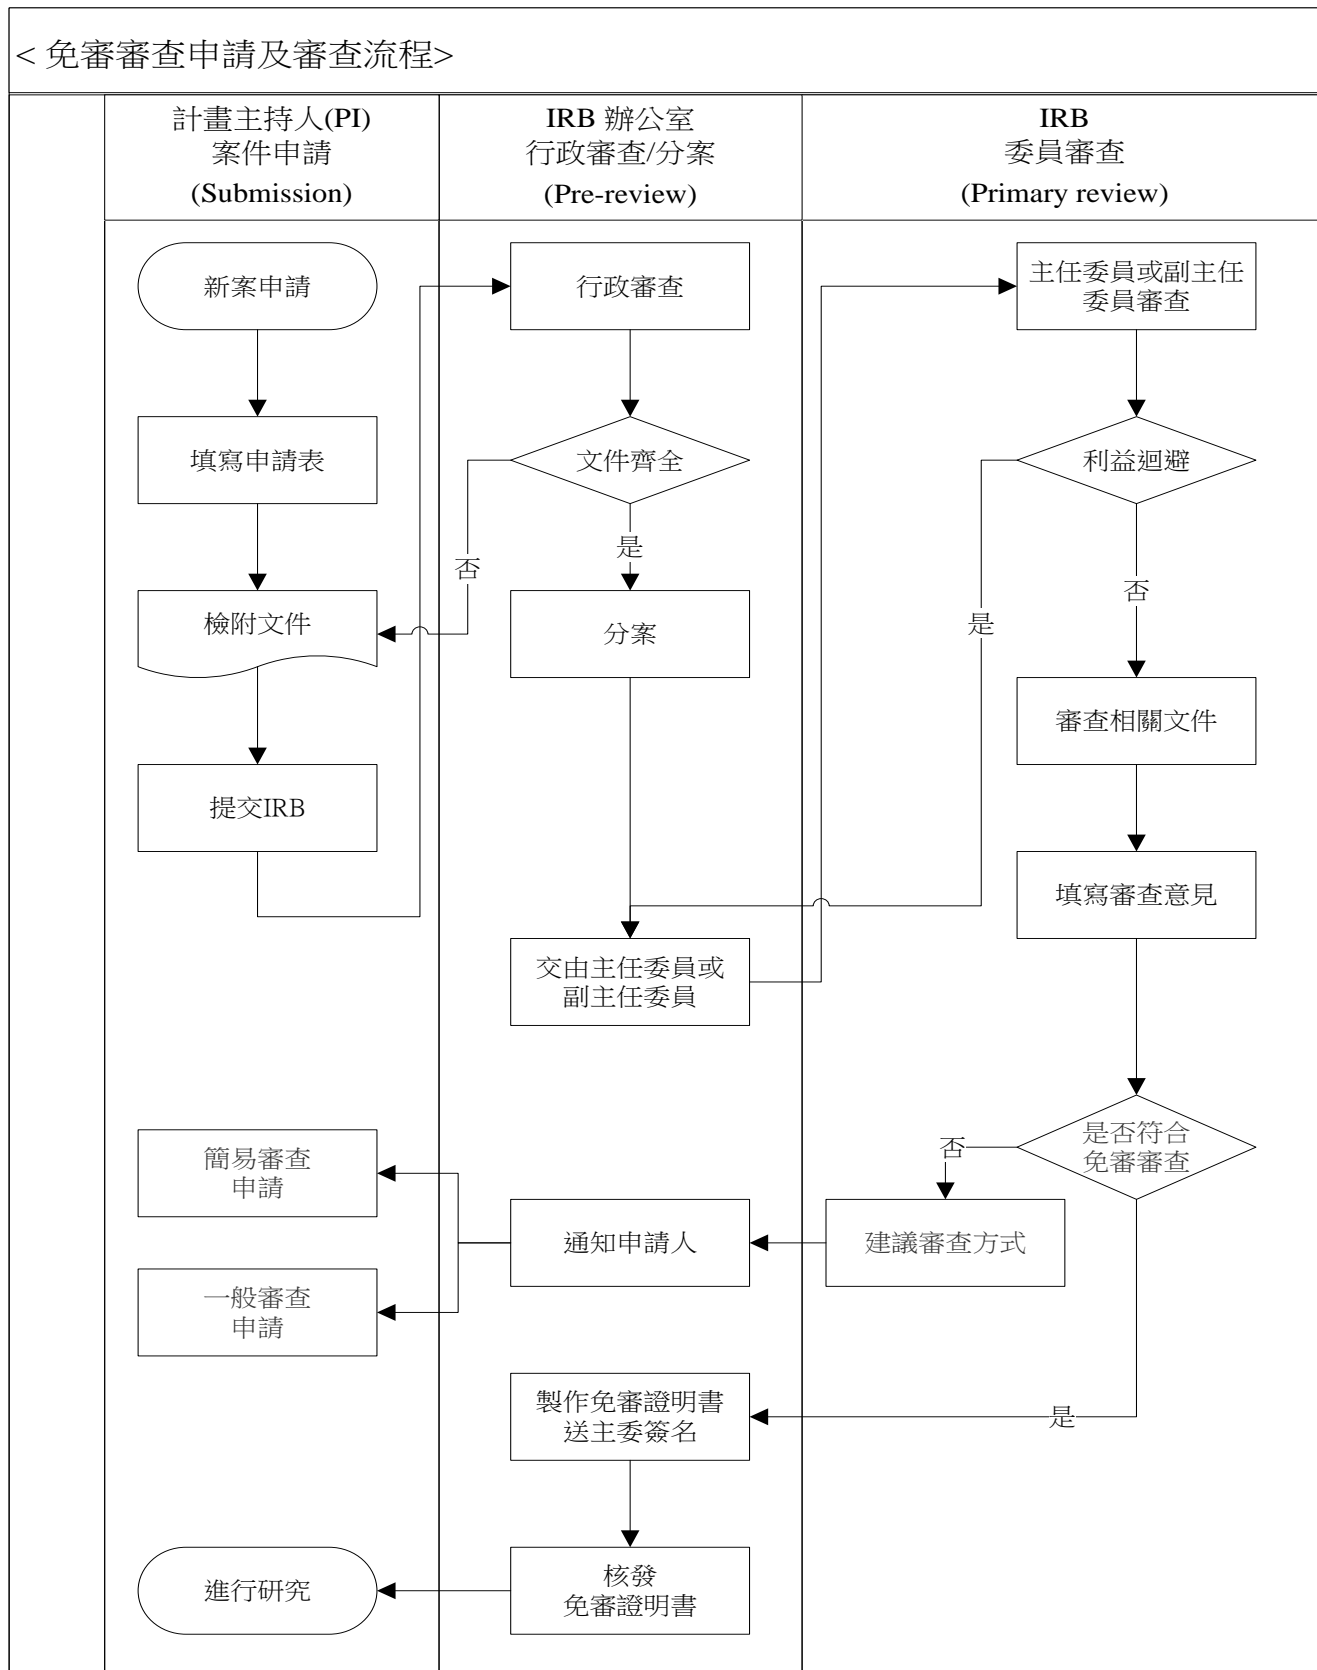 < 免審審查申請及審查流程>
計畫主持人(PI)
案件申請
(Submission)
IRB 辦公室
行政審查/分案
(Pre-review)
IRB
委員審查
(Primary review)
新案申請
行政審查
主任委員或副主任
委員審查
填寫申請表
文件齊全
利益迴避
否
是
否
是
檢附文件
分案
審查相關文件
提交IRB
填寫審查意見
交由主任委員或
副主任委員
是否符合
免審審查
否
簡易審查
申請
通知申請人
建議審查方式
一般審查
申請
製作免審證明書
送主委簽名
是
進行研究
核發
免審證明書